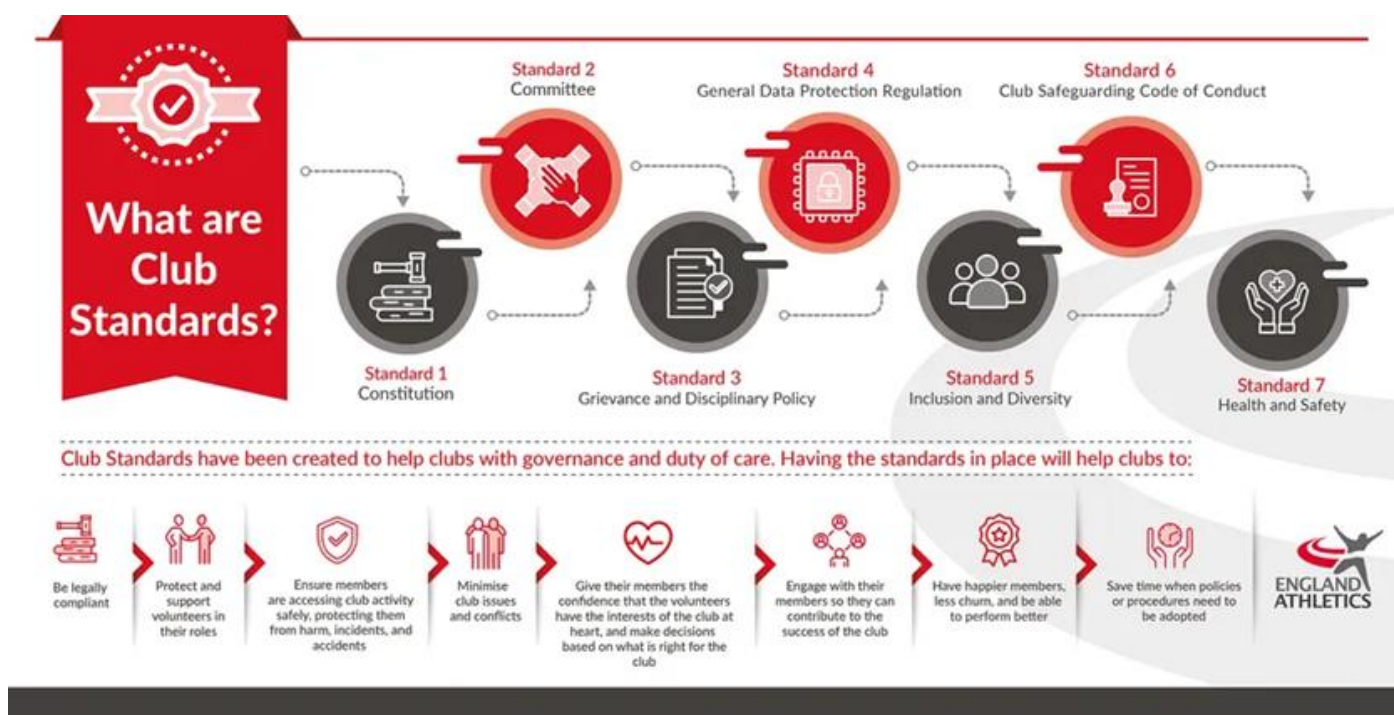 What are
Club
Standards?
Standard 1
Constitution
Standard 2
Committee
Standard 3
Grievance and Disciplinary Policy
Standard 4
General Data Protection Regulation
Standard 5
Inclusion and Diversity
Standard 6
Club Safeguarding Code of Conduct
Standard 7
Health and Safety
Club Standards have been created to help clubs with governance and duty of care. Having the standards in place will help clubs to:
Be legally
compliant
Protect and
support
volunteers in
their roles
Ensure members
are accessing club activity
safely, protecting them
from harm, incidents, and
accidents
Minimise
club issues
and conflicts
Give their members the
confidence that the volunteers
have the interests of the club at
heart, and make decisions
based on what is right for the
club
Engage with their
members so they can
contribute to the
success of the club
Have happier members,
less churn, and be able
to perform better
Save time when policies
or procedures need to
be adopted
ENGLAND
ATHLETICS